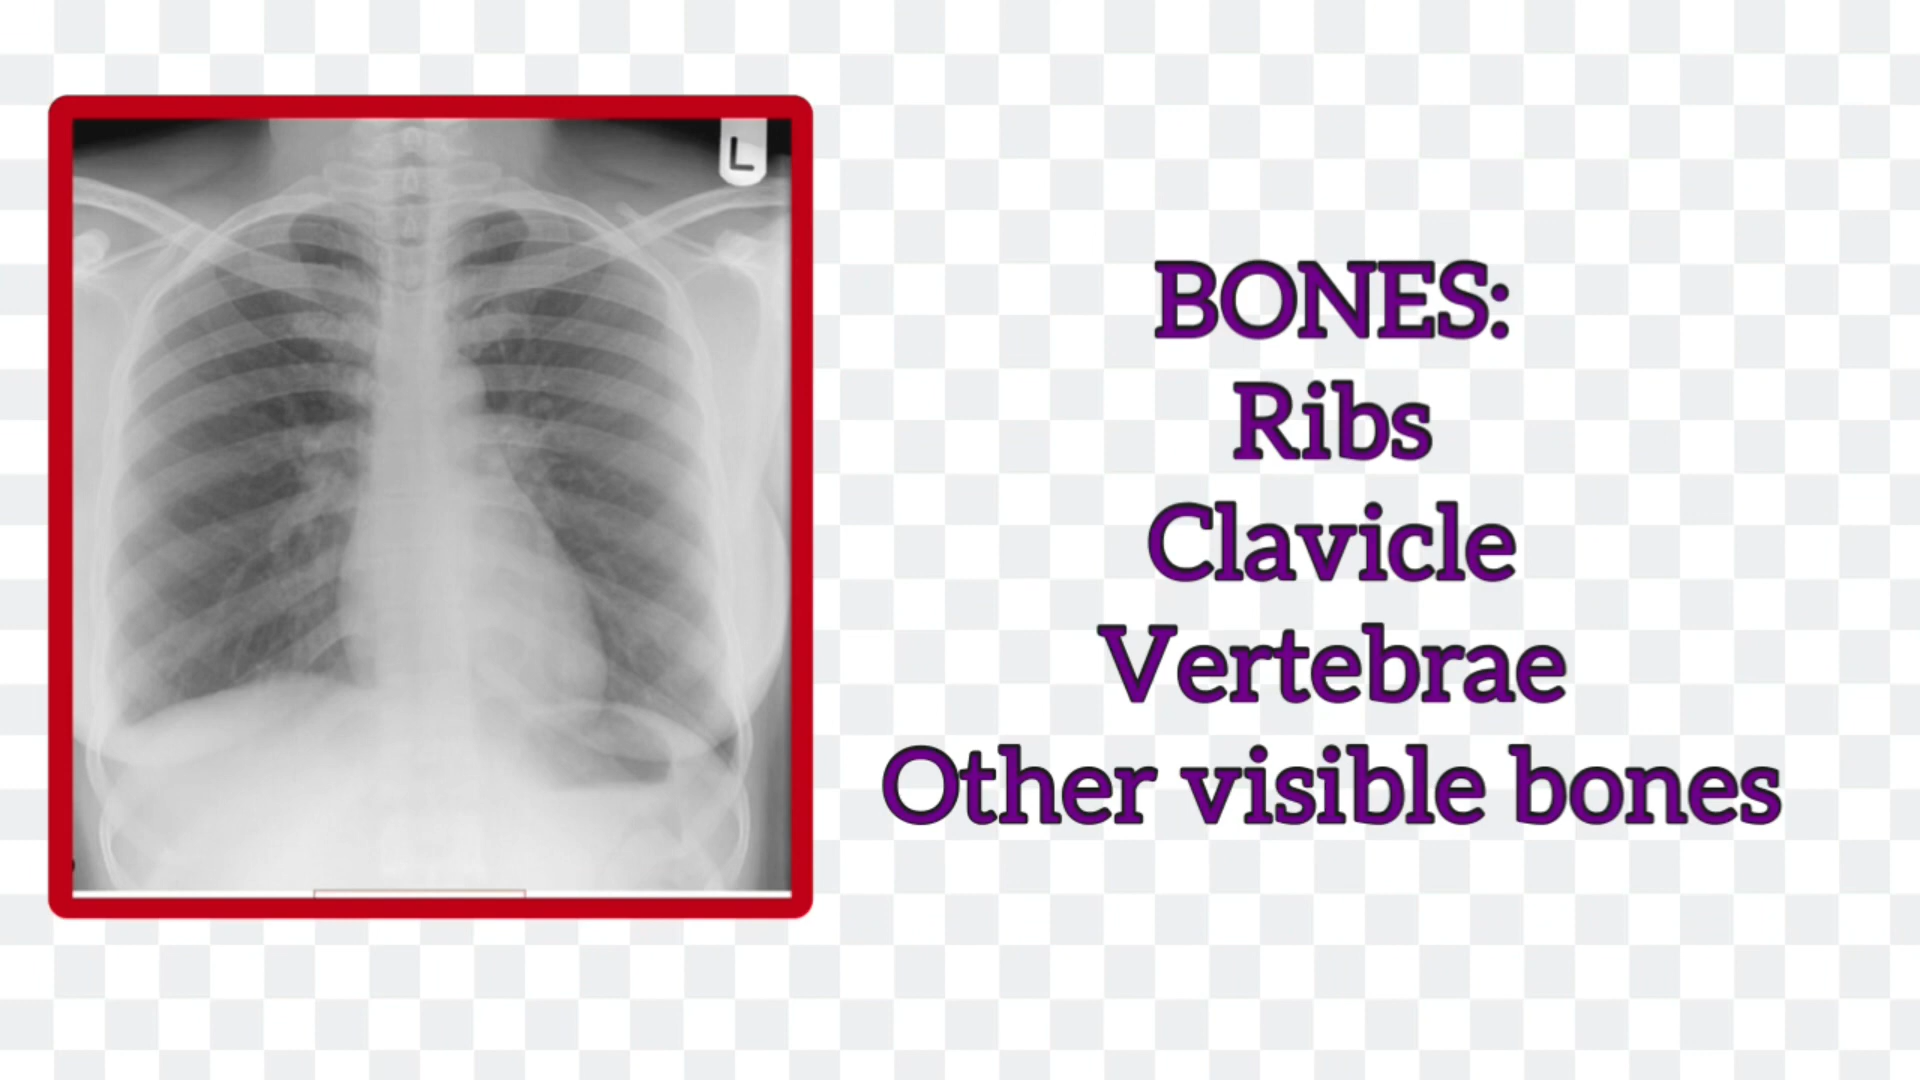 L
BONES:
Ribs
Clavicle
Vertebrae
Other visible bones